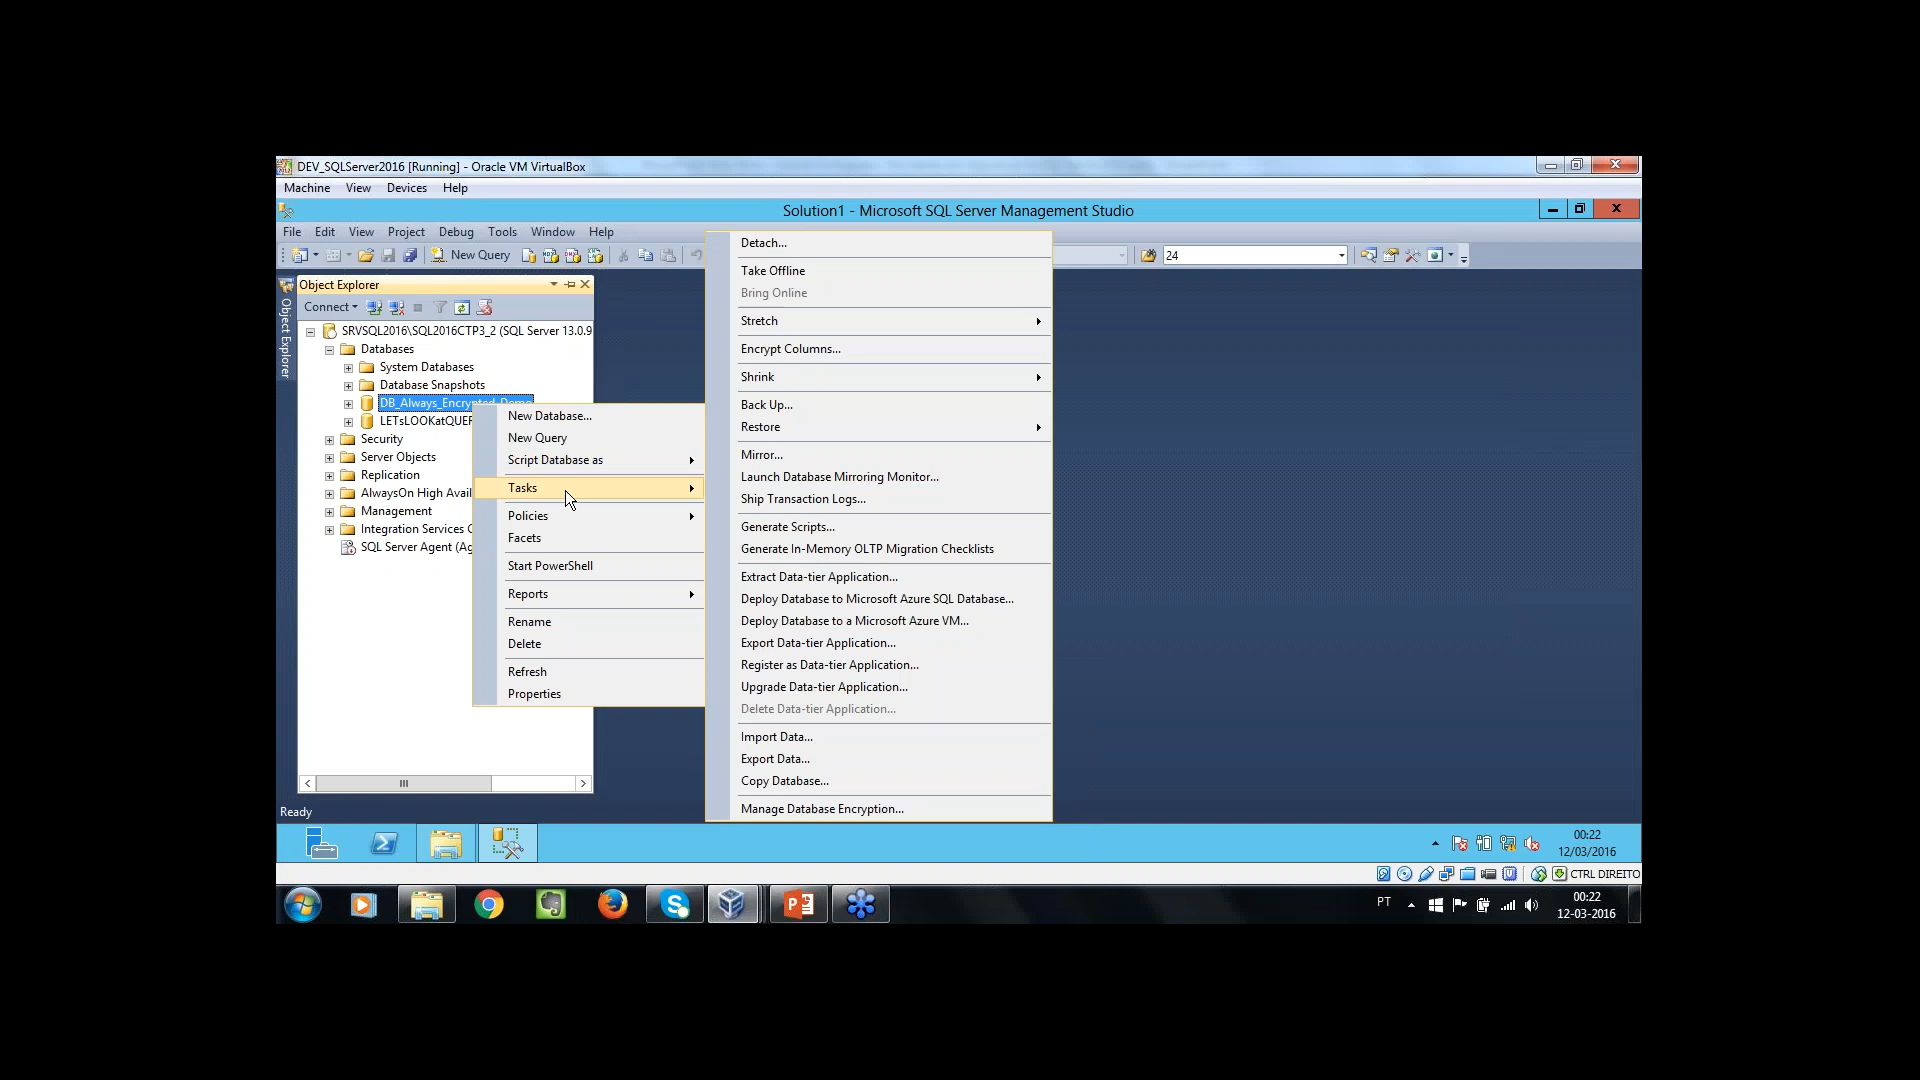 DEV_SQLServer2016 [Running] - Oracle VM VirtualBox
Machine View Devices Help
Solution1 - Microsoft SQL Server Management Studio
File Edit View Project Debug Tools Window Help
New Query
24
Object Explorer
Object Explorer
Connect
SRVSQL2016\SQL2016CTP3_2 (SQL Server 13.0.9
Databases
System Databases
Database Snapshots
DB_Always_Encrypted_Demo
LETsLOOKatQUER
Security
Server Objects
Replication
AlwaysOn High Avail
Management
Integration Services C
SQL Server Agent (Ag
New Database...
New Query
Script Database as
Tasks
Policies
Facets
Start PowerShell
Reports
Rename
Delete
Refresh
Properties
Detach...
Take Offline
Bring Online
Stretch
Encrypt Columns...
Shrink
Back Up...
Restore
Mirror...
Launch Database Mirroring Monitor...
Ship Transaction Logs...
Generate Scripts...
Generate In-Memory OLTP Migration Checklists
Extract Data-tier Application...
Deploy Database to Microsoft Azure SQL Database...
Deploy Database to a Microsoft Azure VM...
Export Data-tier Application...
Register as Data-tier Application...
Upgrade Data-tier Application...
Delete Data-tier Application...
Import Data...
Export Data...
Copy Database...
Manage Database Encryption...
Ready
00:22
12/03/2016
CTRL DIREITO
PT
00:22
12-03-2016